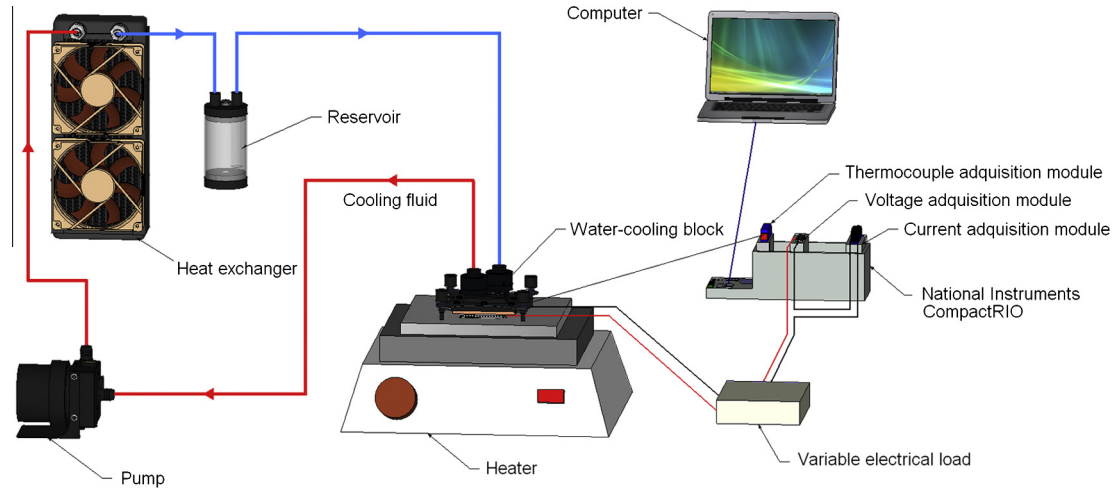 Computer
Reservoir
Thermocouple adquisition module
Cooling fluid
Voltage adquisition module
Water-cooling block
Current adquisition module
Heat exchanger
National Instruments
CompactRIO
Variable electrical load
Heater
Pump